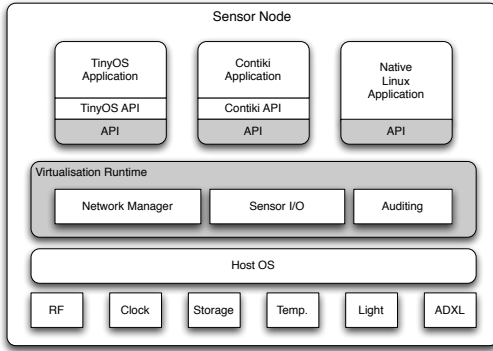 Sensor Node
TinyOS
Application
TinyOS API
API
Contiki
Application
Contiki API
API
Native
Linux
Application
API
Virtualisation Runtime
Network Manager
Sensor I/O
Auditing
Host OS
RF
Clock
Storage
Temp.
Light
ADXL